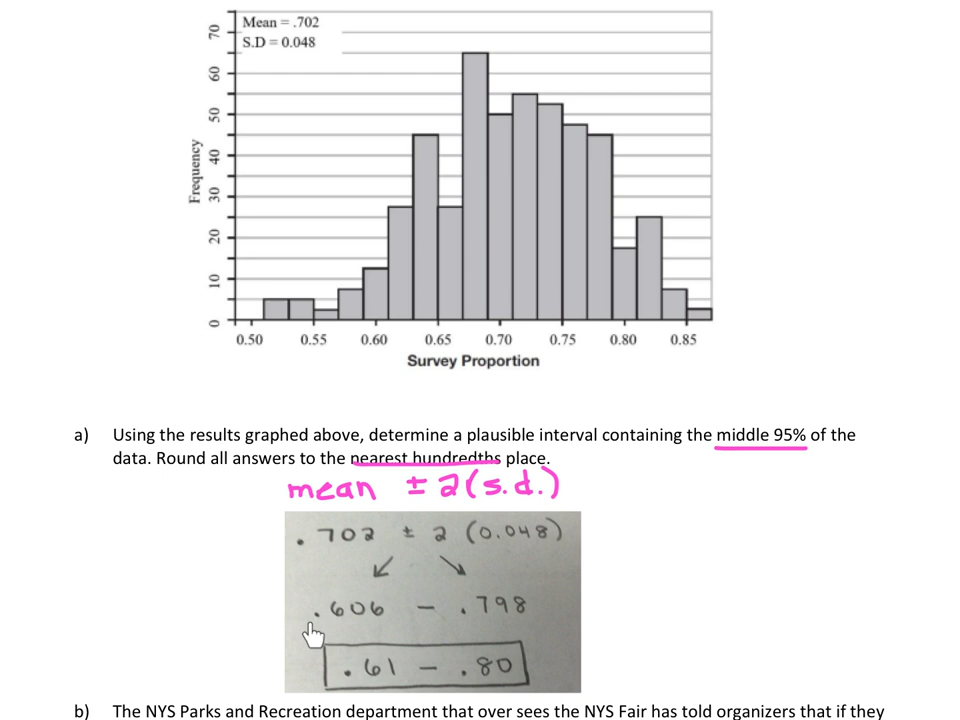 Mean = .702
S.D = 0.048
70
60
50
40
30
20
10
0
Frequency
0.50 0.55 0.60 0.65 0.70 0.75 0.80 0.85
Survey Proportion
a) Using the results graphed above, determine a plausible interval containing the middle 95% of the
data. Round all answers to the nearest hundredths place.
mean ± 2(s.d.)
.702 ± 2 (0.048)
.606 – .798
.61 – .80
b) The NYS Parks and Recreation department that over sees the NYS Fair has told organizers that if they